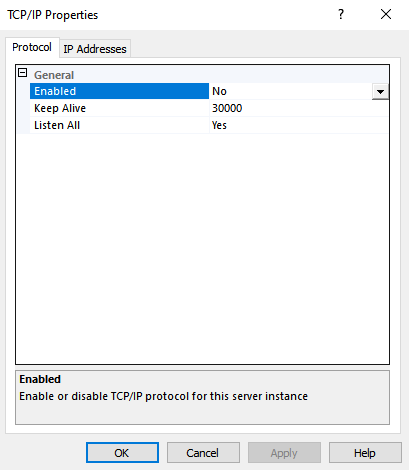 TCP/IP Properties
Protocol IP Addresses
General
Enabled No
Keep Alive 30000
Listen All Yes
Enabled
Enable or disable TCP/IP protocol for this server instance
OK Cancel Apply Help